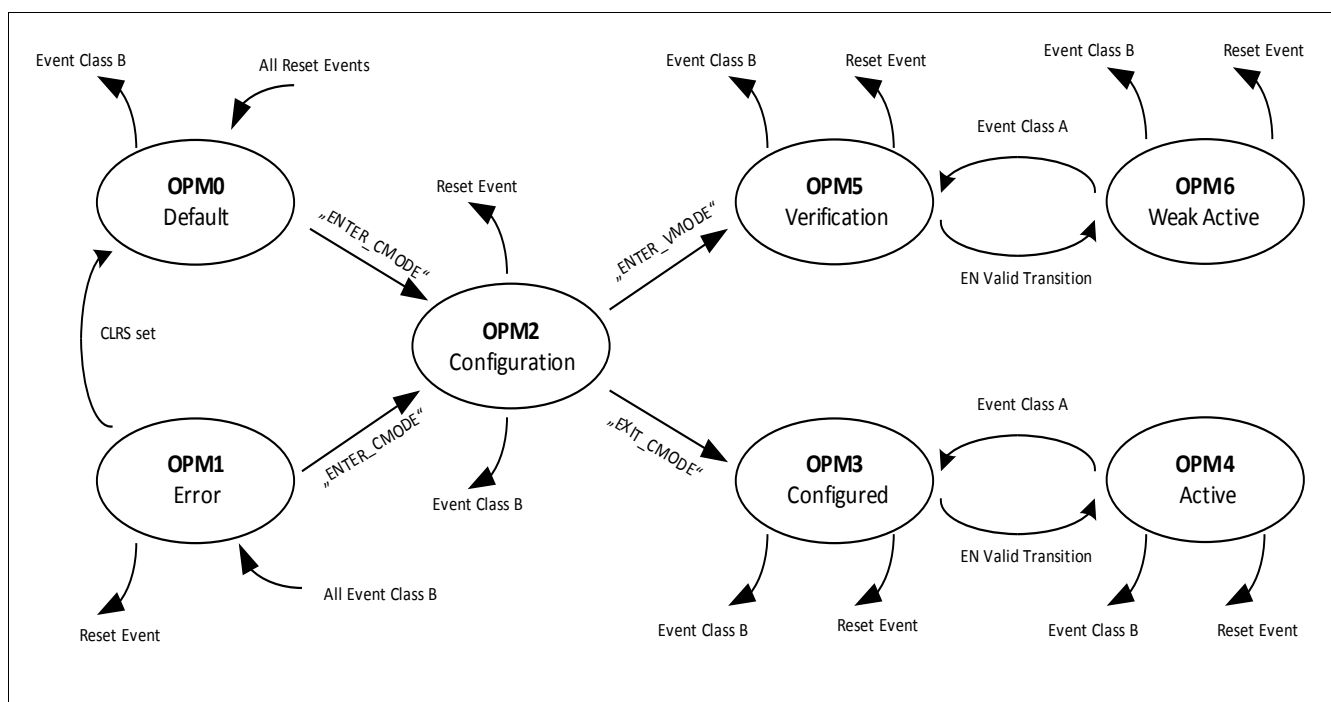 Event Class B
All Reset Events
OPM0
Default
„ENTER_CMODE“
CLRS set
OPM1
Error
„ENTER_CMODE“
Reset Event
All Event Class B
Reset Event
OPM2
Configuration
Event Class B
„ENTER_VMODE“
„EXIT_CMODE“
Event Class B
Reset Event
OPM5
Verification
Event Class A
EN Valid Transition
Event Class B
Reset Event
OPM6
Weak Active
OPM3
Configured
Event Class B
Reset Event
Event Class A
EN Valid Transition
OPM4
Active
Event Class B
Reset Event